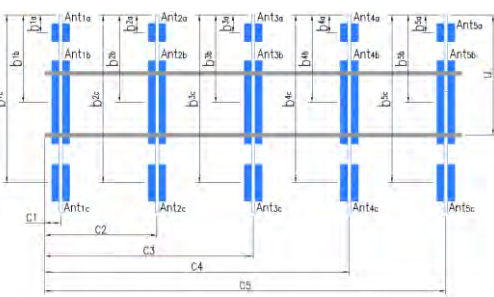 Ant1a Ant2a Ant3a Ant4a Ant5a
b1a b2a b3a b4a b5a
Ant1b Ant2b Ant3b Ant4b Ant5b
b1b b2b b3b b4b b5b
b1c b2c b3c b4c b5c
Ant1c Ant2c Ant3c Ant4c Ant5c
C1
C2
C3
C4
C5